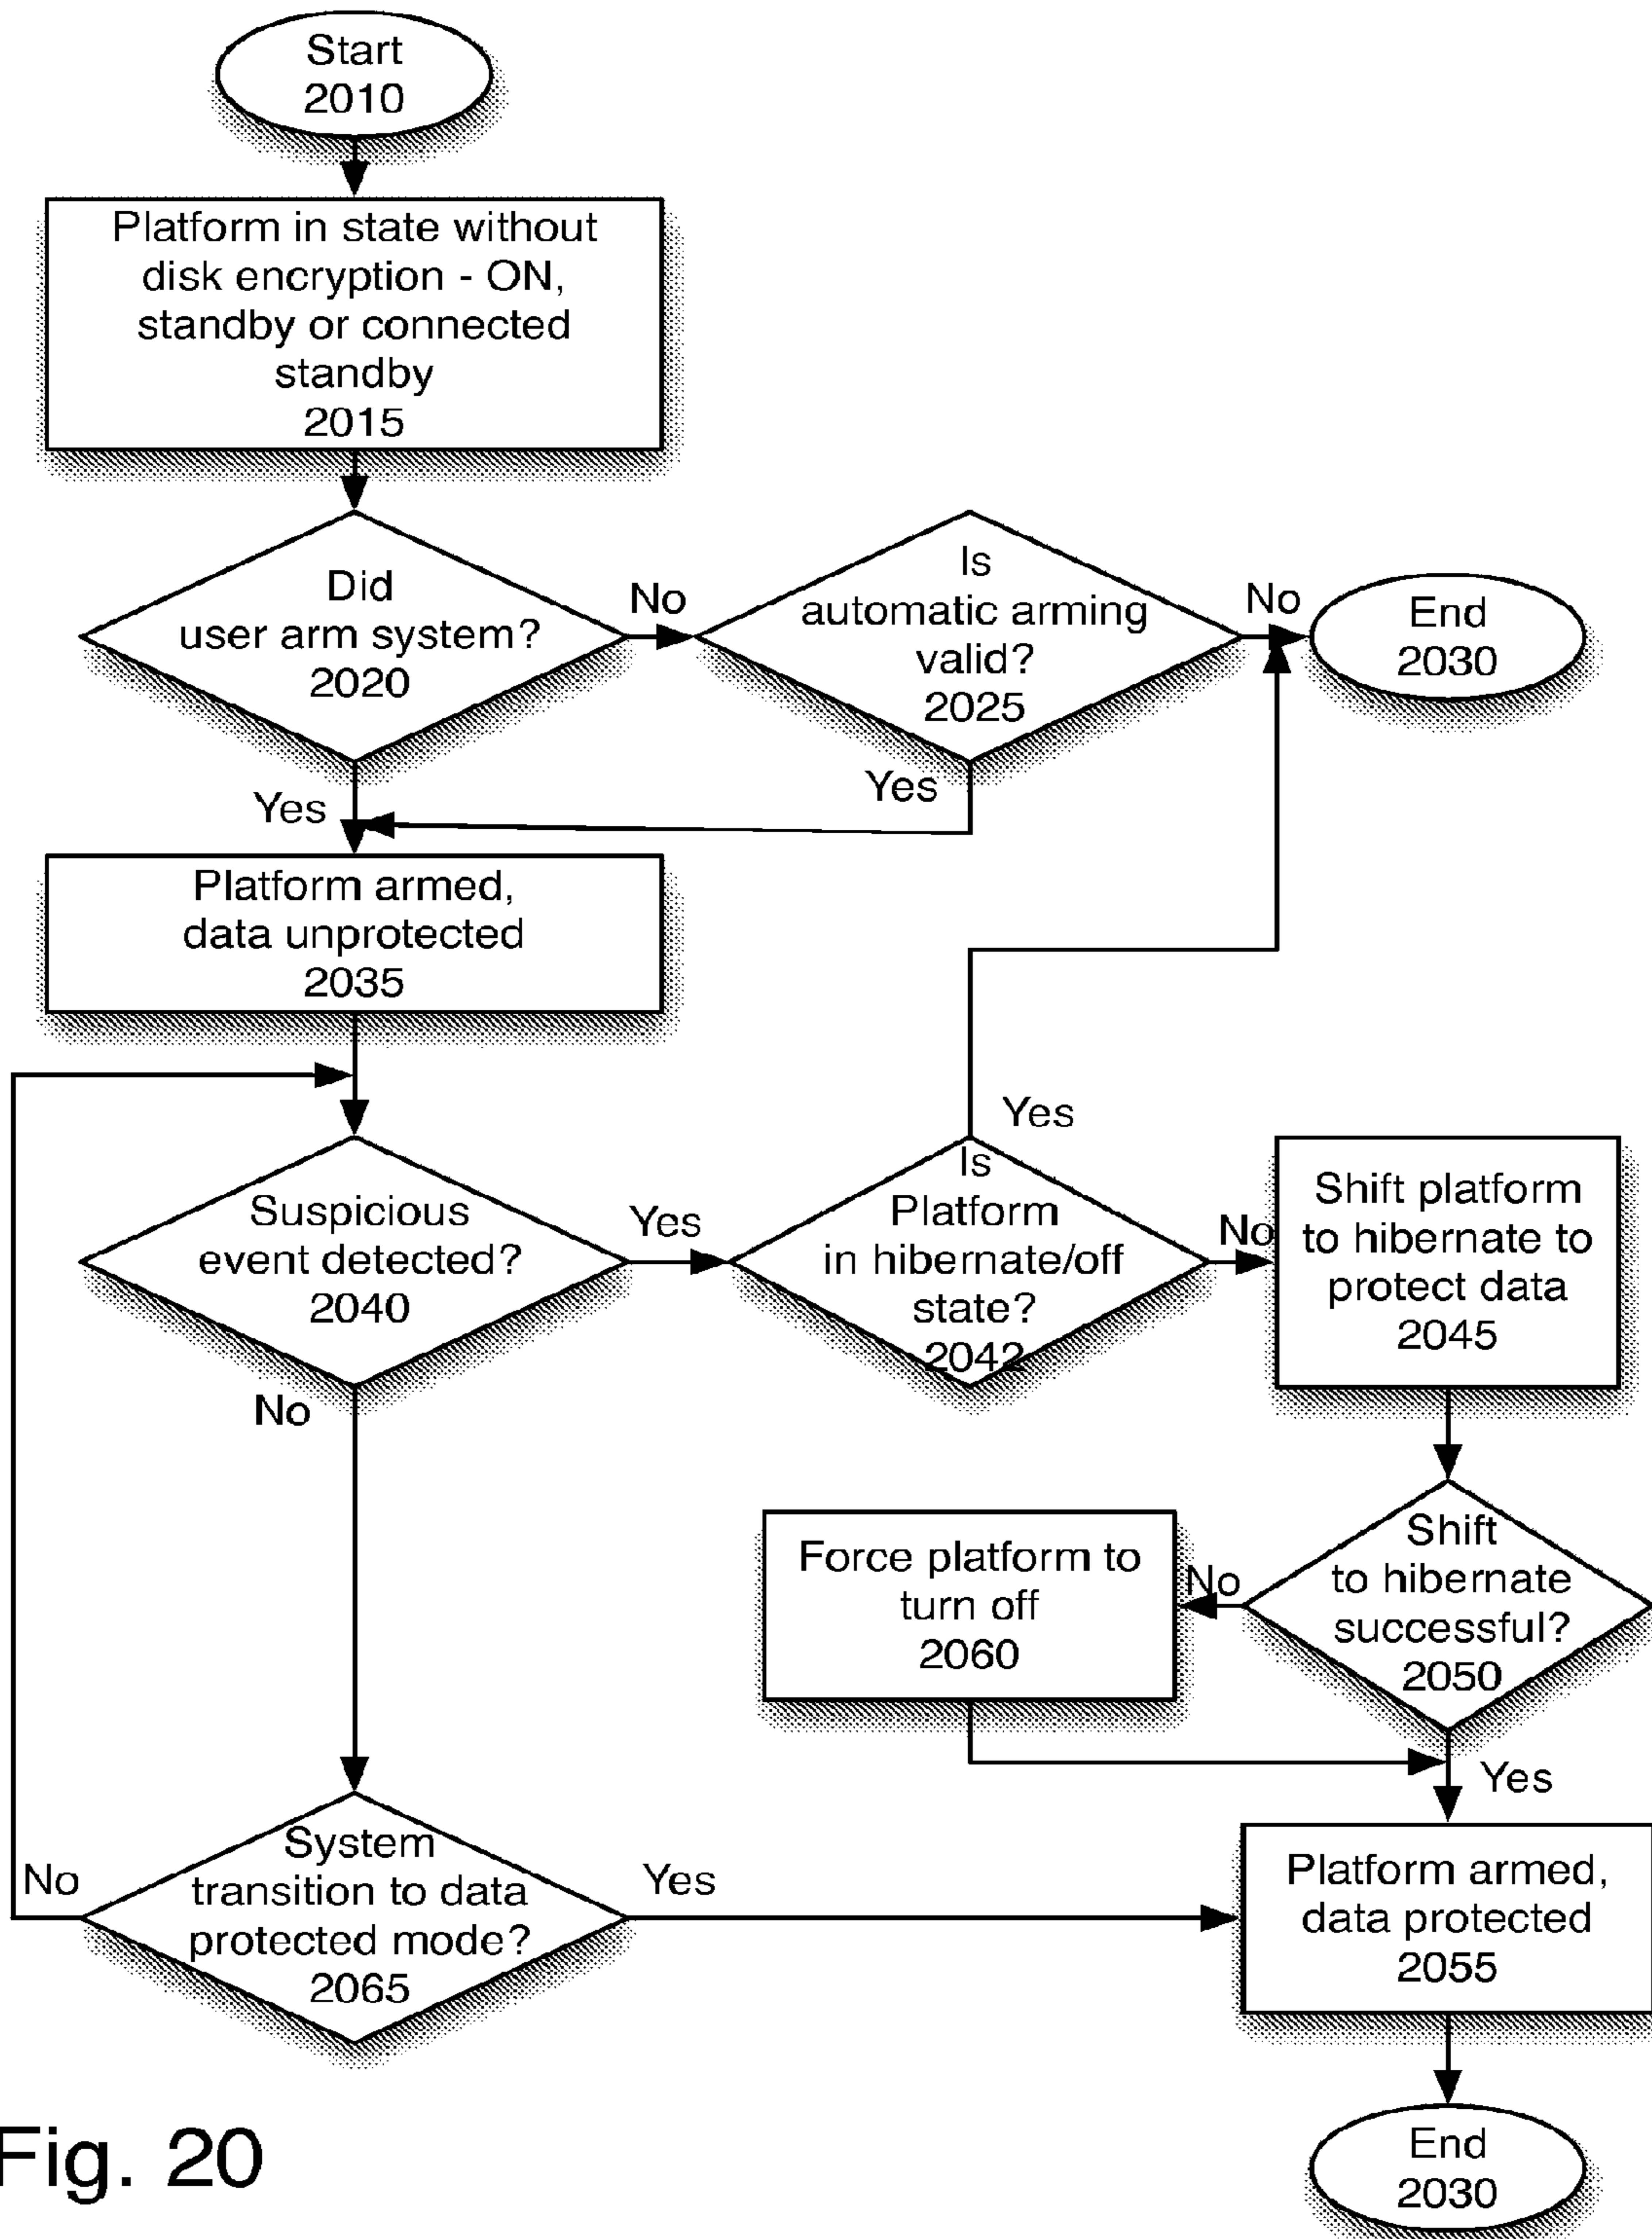 Start
2010
Platform in state without
disk encryption - ON,
standby or connected
standby
2015
Did
user arm system?
2020
No
Is
automatic arming
valid?
2025
No
End
2030
Yes
Yes
Platform armed,
data unprotected
2035
Suspicious
event detected?
2040
Yes
Is
Platform
in hibernate/off
state?
2042
Yes
No
Shift platform
to hibernate to
protect data
2045
No
Shift
to hibernate
successful?
2050
No
Force platform to
turn off
2060
Yes
System
transition to data
protected mode?
2065
No
Yes
Platform armed,
data protected
2055
End
2030
Fig. 20